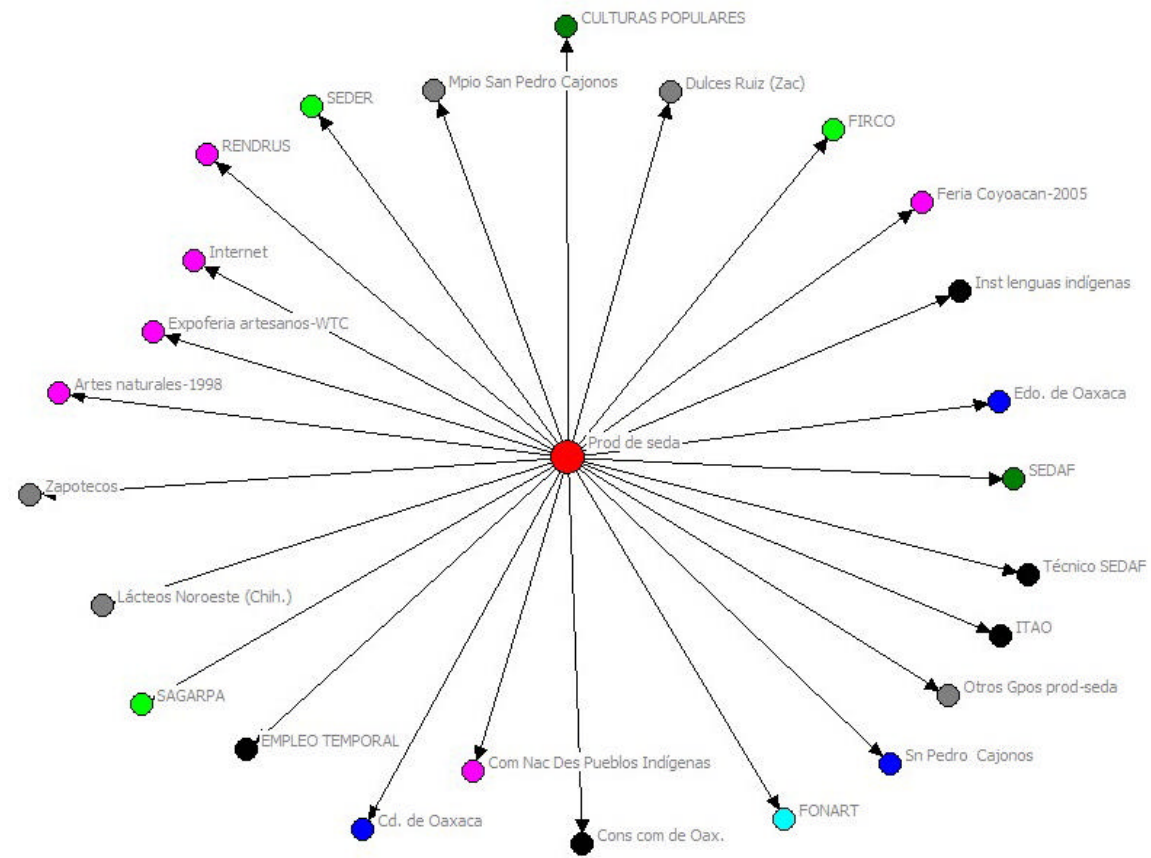 CULTURAS POPULARES
Mpio San Pedro Cajonos
Dulces Ruiz (Zac)
SEDER
FIRCO
RENDRUS
Feria Coyoacan-2005
Internet
Inst lenguas indígenas
Expoferia artesanos-WTC
Artes naturales-1998
Edo. de Oaxaca
Prod de seda
SEDAF
Zapotecos
Técnico SEDAF
Lácteos Noroeste (Chih.)
ITAO
Otros Gpos prod-seda
SAGARPA
EMPLEO TEMPORAL
Sn Pedro Cajonos
Com Nac Des Pueblos Indígenas
FONART
Cd. de Oaxaca
Cons com de Oax.